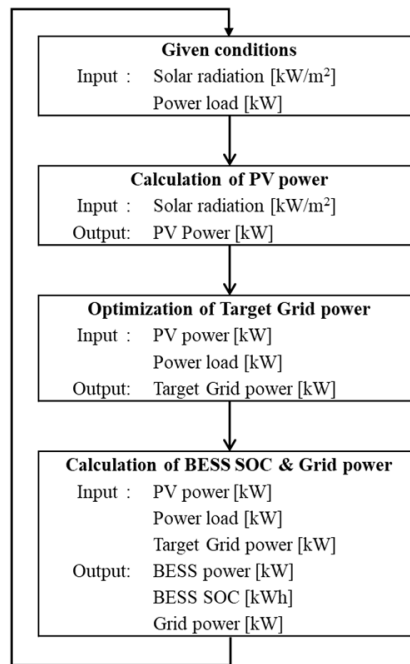 Given conditions
Input : Solar radiation [kW/m²]
Power load [kW]
Calculation of PV power
Input : Solar radiation [kW/m²]
Output: PV Power [kW]
Optimization of Target Grid power
Input : PV power [kW]
Power load [kW]
Output: Target Grid power [kW]
Calculation of BESS SOC & Grid power
Input : PV power [kW]
Power load [kW]
Target Grid power [kW]
Output: BESS power [kW]
BESS SOC [kWh]
Grid power [kW]